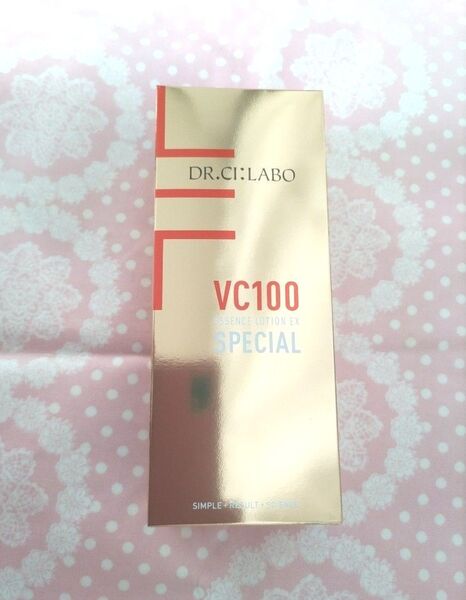 DR.CI:LABO
VC100
ESSENCE LOTION EX
SPECIAL
SIMPLE+RESULT+SCIENCE